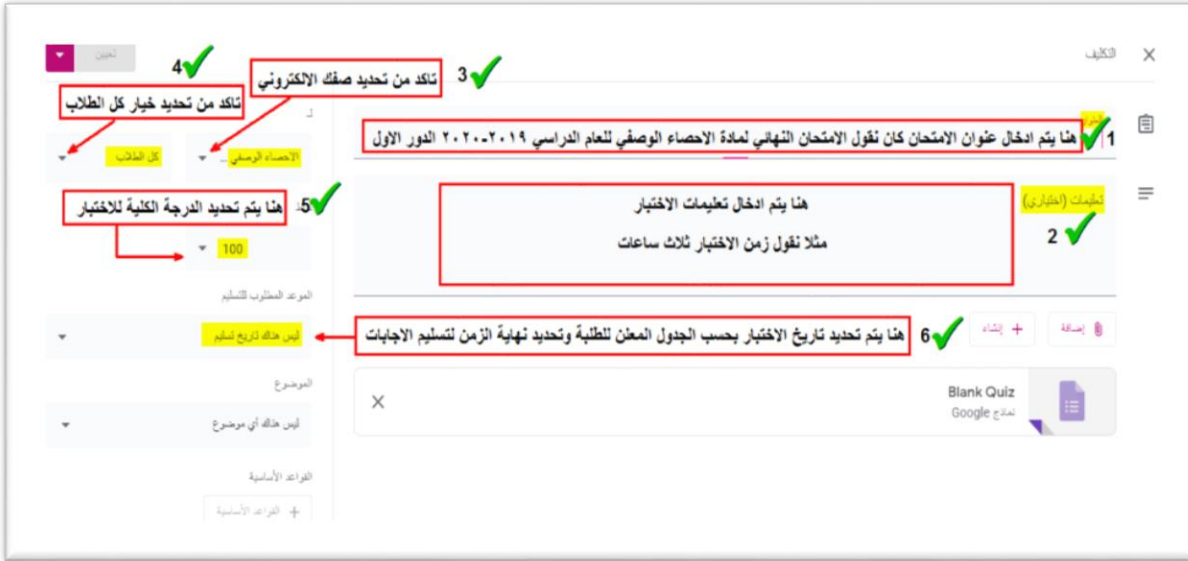 التكليف
تعيين
العنوان
1 هنا يتم ادخال عنوان الامتحان كان نقول الامتحان النهائي لمادة الاحصاء الوصفي للعام الدراسي ٢٠١٩-٢٠٢٠ الدور الاول
تعليمات (اختياري)
2
هنا يتم ادخال تعليمات الاختبار
مثلا نقول زمن الاختبار ثلاث ساعات
إضافة
إنشاء
6 هنا يتم تحديد تاريخ الاختبار بحسب الجدول المعلن للطلبة وتحديد نهاية الزمن لتسليم الاجابات
Blank Quiz
نماذج Google
3 تاكد من تحديد صفك الالكتروني
4
تاكد من تحديد خيار كل الطلاب
لـ
الاحصاء الوصفي ...
كل الطلاب
5 هنا يتم تحديد الدرجة الكلية للاختبار
100
الموعد المطلوب للتسليم
ليس هناك تاريخ تسليم
الموضوع
ليس هناك أي موضوع
القواعد الأساسية
+ القواعد الأساسية